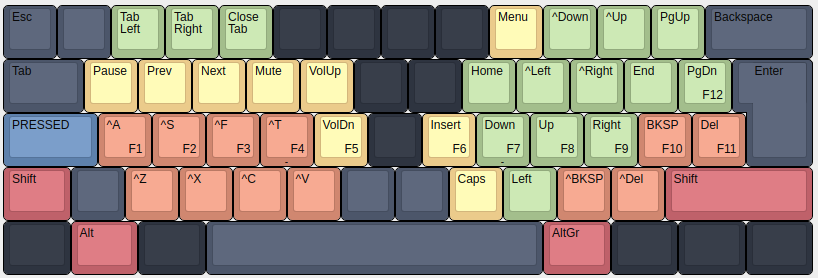 Esc
Tab
Left
Tab
Right
Close
Tab
Menu
^Down
^Up
PgUp
Backspace
Tab
Pause
Prev
Next
Mute
VolUp
Home
^Left
^Right
End
PgDn
F12
Enter
PRESSED
^A
F1
^S
F2
^F
F3
^T
F4
-
VolDn
F5
Insert
F6
Down
F7
-
Up
F8
Right
F9
BKSP
F10
Del
F11
Shift
^Z
^X
^C
^V
Caps
Left
^BKSP
^Del
Shift
Alt
AltGr